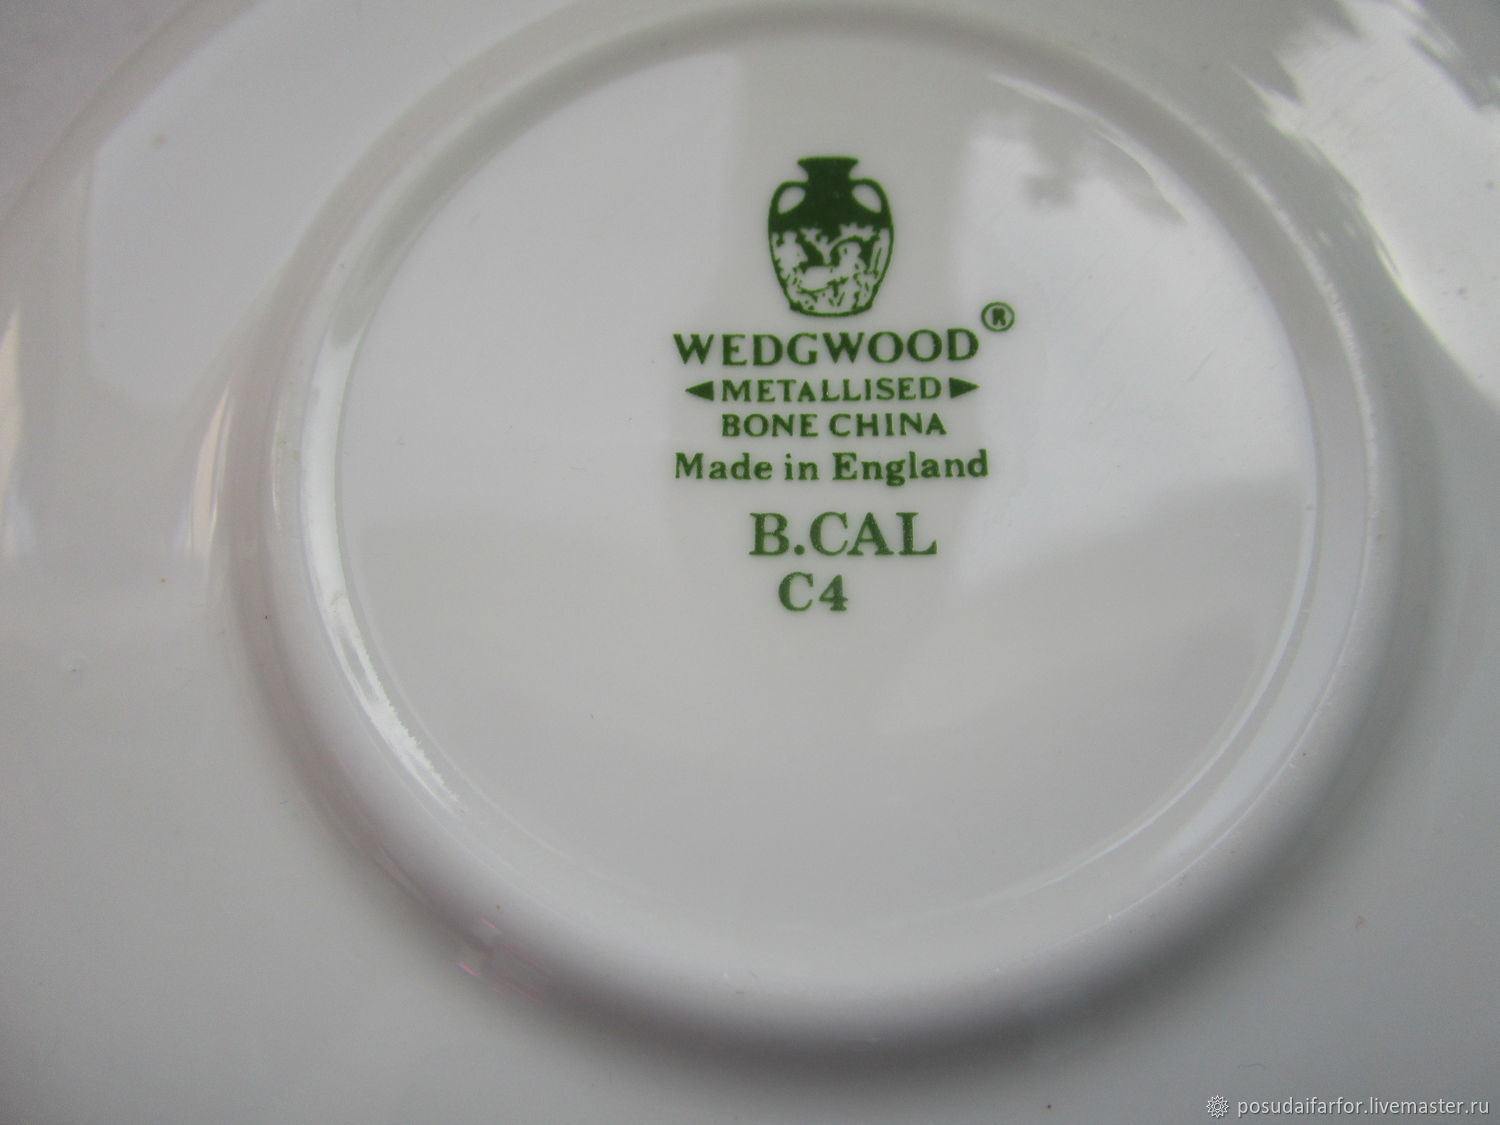 WEDGWOOD®
◄METALLISED►
BONE CHINA
Made in England
B.CAL
C4
posudaifarfor.livemaster.ru